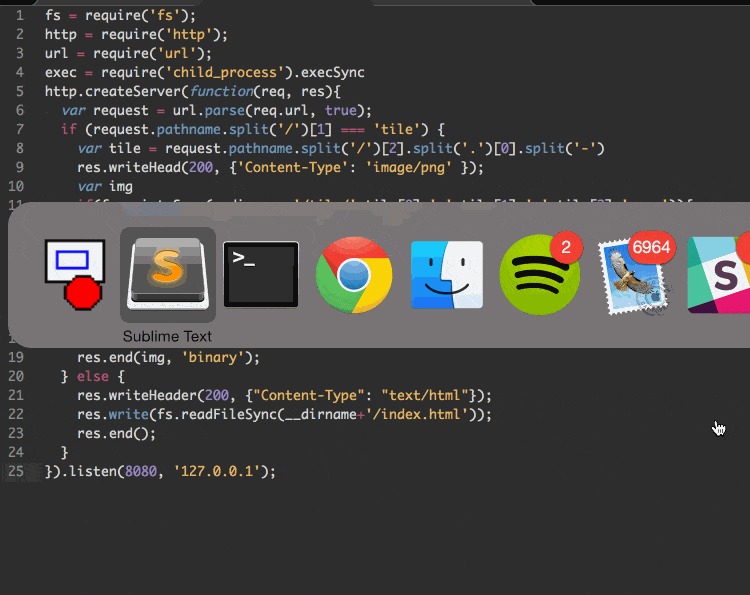 1 fs = require('fs');
2 http = require('http');
3 url = require('url');
4 exec = require('child_process').execSync
5 http.createServer(function(req, res){
6 var request = url.parse(req.url, true);
7 if (request.pathname.split('/')[1] === 'tile') {
8 var tile = request.pathname.split('/')[2].split('.')[0].split('-')
9 res.writeHead(200, {'Content-Type': 'image/png' });
10 var img
11
>_
S
2
6964
S
Sublime Text
19 res.end(img, 'binary');
20 } else {
21 res.writeHeader(200, {"Content-Type": "text/html"});
22 res.write(fs.readFileSync(__dirname+'/index.html'));
23 res.end();
24 }
25 }).listen(8080, '127.0.0.1');